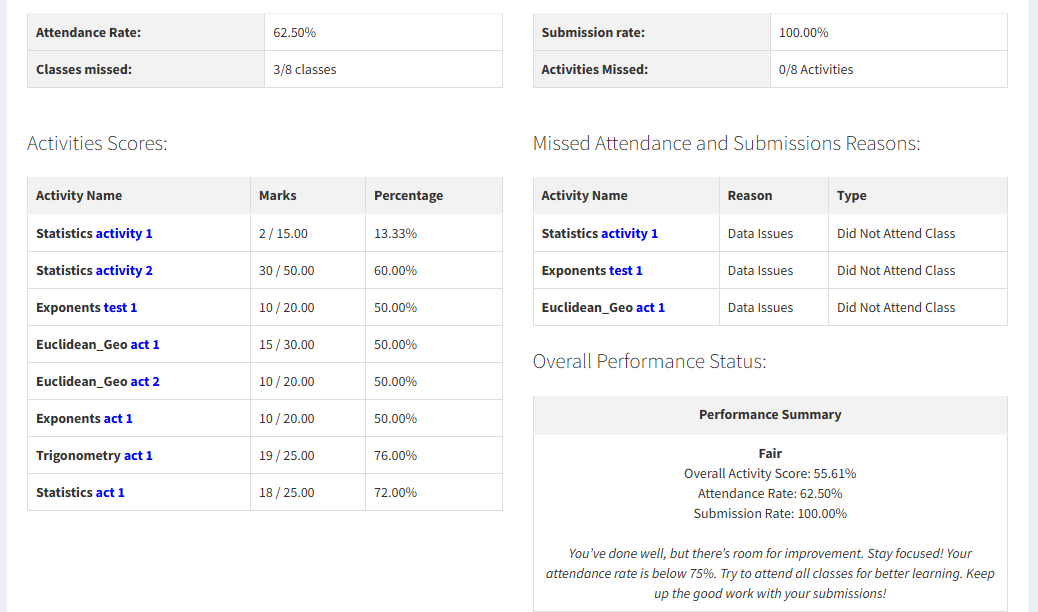 Attendance Rate: 62.50%
Classes missed: 3/8 classes
Submission rate: 100.00%
Activities Missed: 0/8 Activities
Activities Scores:
Activity Name Marks Percentage
Statistics activity 1 2 / 15.00 13.33%
Statistics activity 2 30 / 50.00 60.00%
Exponents test 1 10 / 20.00 50.00%
Euclidean_Geo act 1 15 / 30.00 50.00%
Euclidean_Geo act 2 10 / 20.00 50.00%
Exponents act 1 10 / 20.00 50.00%
Trigonometry act 1 19 / 25.00 76.00%
Statistics act 1 18 / 25.00 72.00%
Missed Attendance and Submissions Reasons:
Activity Name Reason Type
Statistics activity 1 Data Issues Did Not Attend Class
Exponents test 1 Data Issues Did Not Attend Class
Euclidean_Geo act 1 Data Issues Did Not Attend Class
Overall Performance Status:
Performance Summary
Fair
Overall Activity Score: 55.61%
Attendance Rate: 62.50%
Submission Rate: 100.00%
You've done well, but there's room for improvement. Stay focused! Your
attendance rate is below 75%. Try to attend all classes for better learning. Keep
up the good work with your submissions!